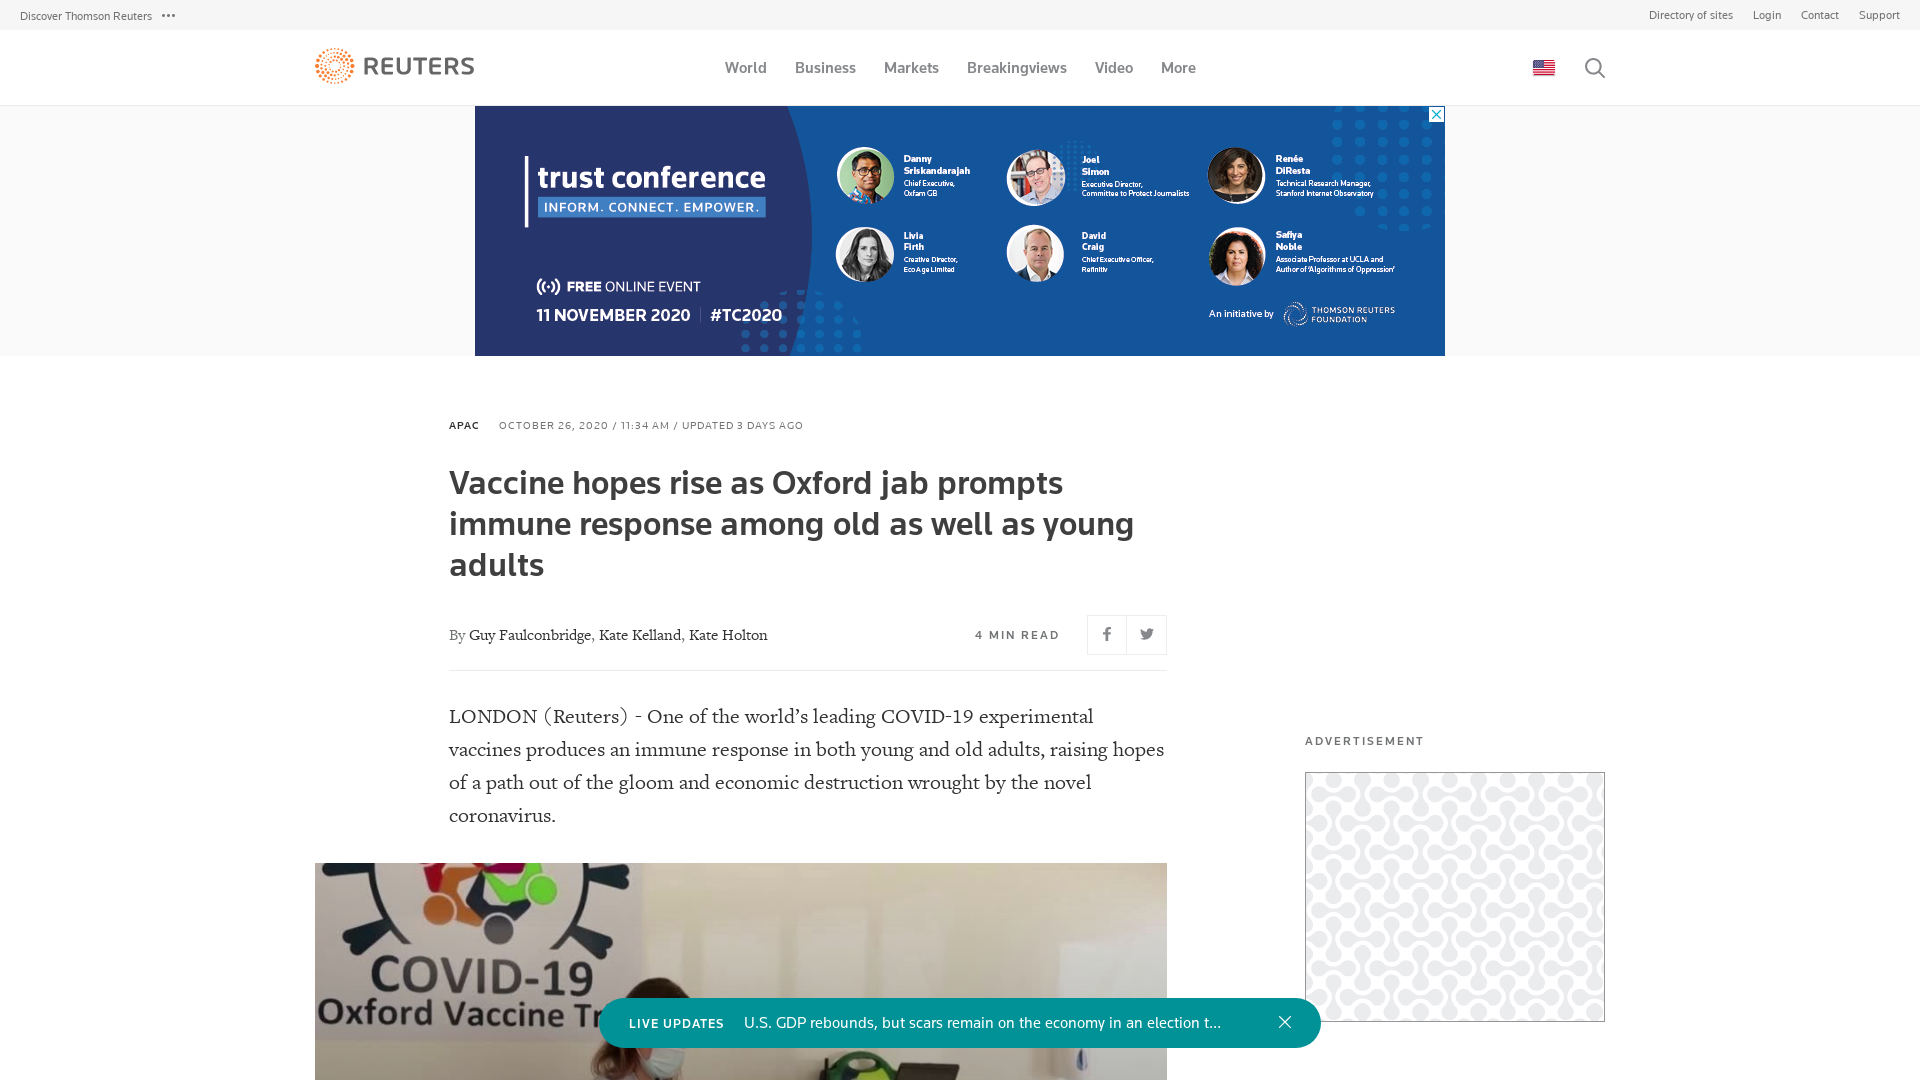 Discover Thomson Reuters
Directory of sites Login Contact Support
REUTERS
World Business Markets Breakingviews Video More
trust conference
INFORM. CONNECT. EMPOWER.
FREE ONLINE EVENT
11 NOVEMBER 2020 #TC2020
Danny
Sriskandarajah
Chief Executive,
Oxfam GB
Joel
Simon
Executive Director,
Committee to Protect Journalists
Renée
DiResta
Technical Research Manager,
Stanford Internet Observatory
Livia
Firth
Creative Director,
Eco Age Limited
David
Craig
Chief Executive Officer,
Refinitiv
Safiya
Noble
Associate Professor at UCLA and
Author of 'Algorithms of Oppression'
An initiative by THOMSON REUTERS
FOUNDATION
APAC OCTOBER 26, 2020 / 11:34 AM / UPDATED 3 DAYS AGO
Vaccine hopes rise as Oxford jab prompts
immune response among old as well as young
adults
By Guy Faulconbridge, Kate Kelland, Kate Holton
4 MIN READ
LONDON (Reuters) - One of the world’s leading COVID-19 experimental
vaccines produces an immune response in both young and old adults, raising hopes
of a path out of the gloom and economic destruction wrought by the novel
coronavirus.
ADVERTISEMENT
COVID-19
Oxford Vaccine Tr
LIVE UPDATES U.S. GDP rebounds, but scars remain on the economy in an election t...